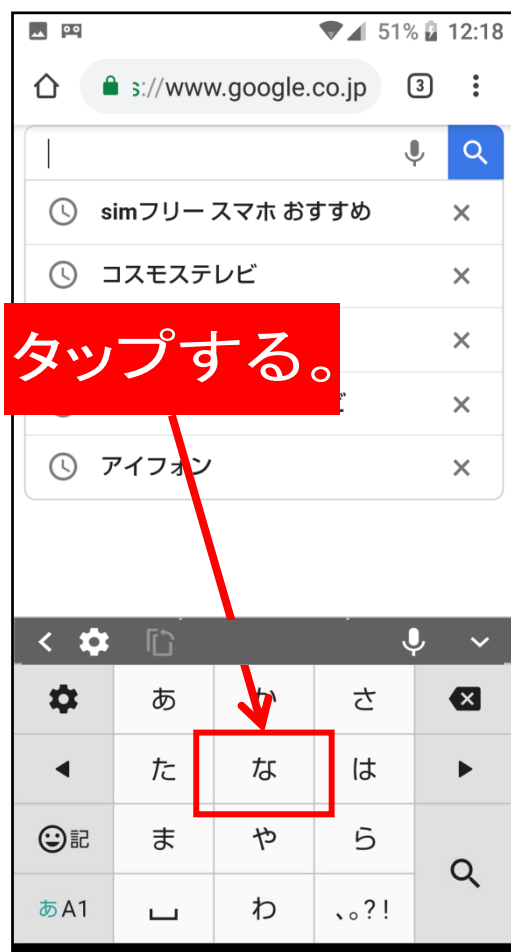 51% 12:18
s://www.google.co.jp 3
simフリー スマホ おすすめ
コスモステレビ
タップする。
アイフォン
あ か さ
た な は
記 ま や ら
あA1 わ 、。?!